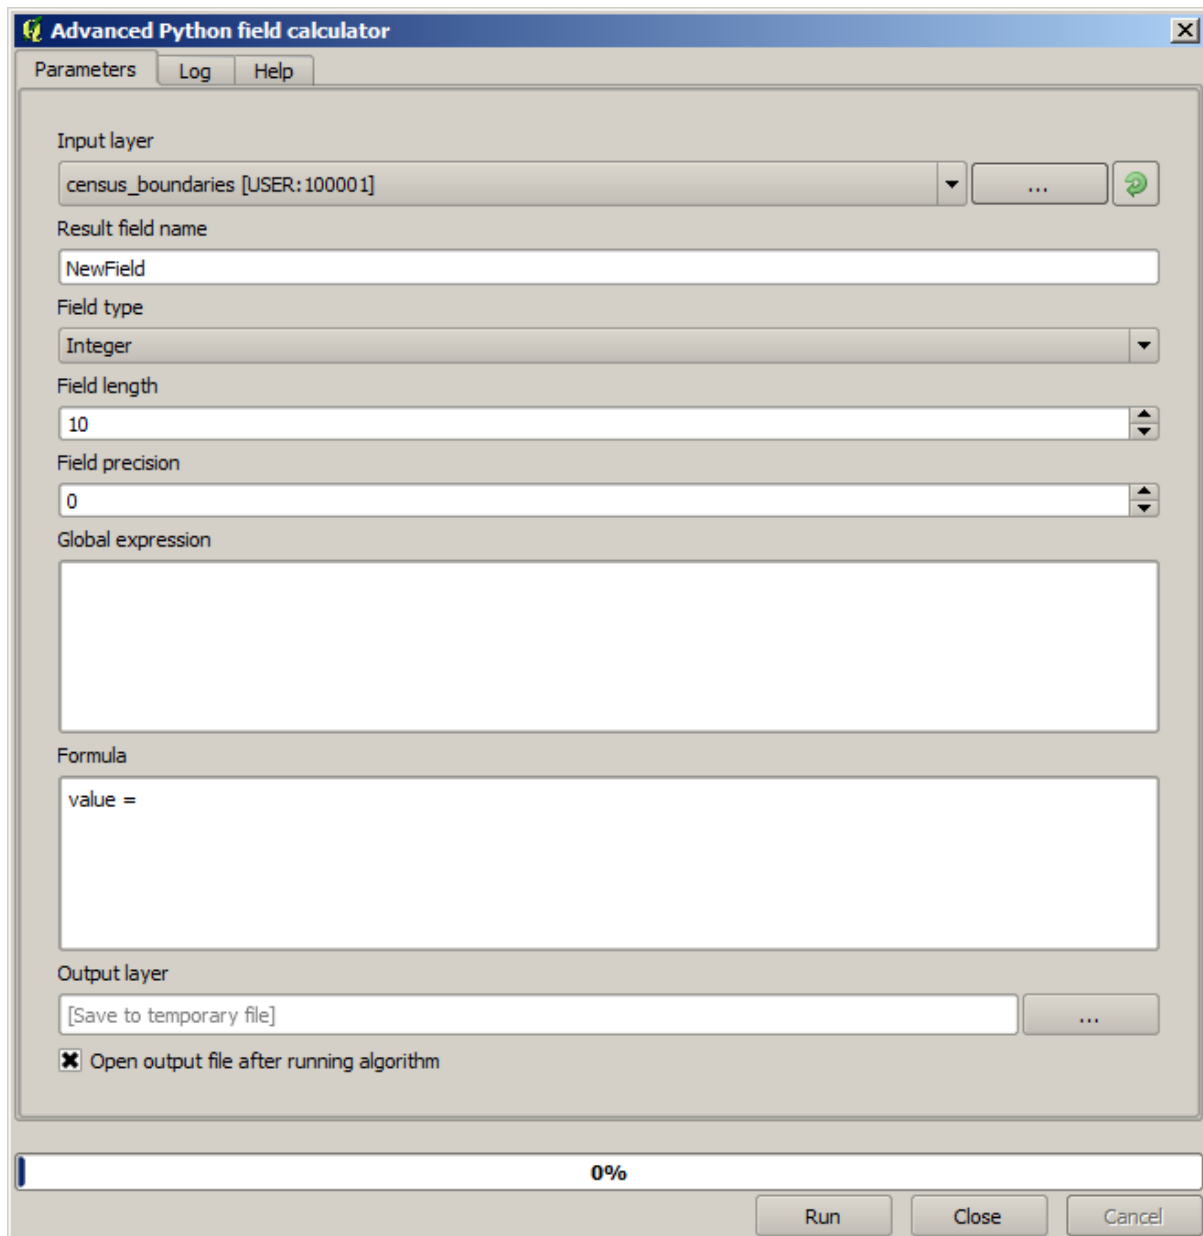 Advanced Python field calculator
Parameters Log Help
Input layer
census_boundaries [USER:100001] ...
Result field name
NewField
Field type
Integer
Field length
10
Field precision
0
Global expression
Formula
value =
Output layer
[Save to temporary file] ...
Open output file after running algorithm
0%
Run Close Cancel